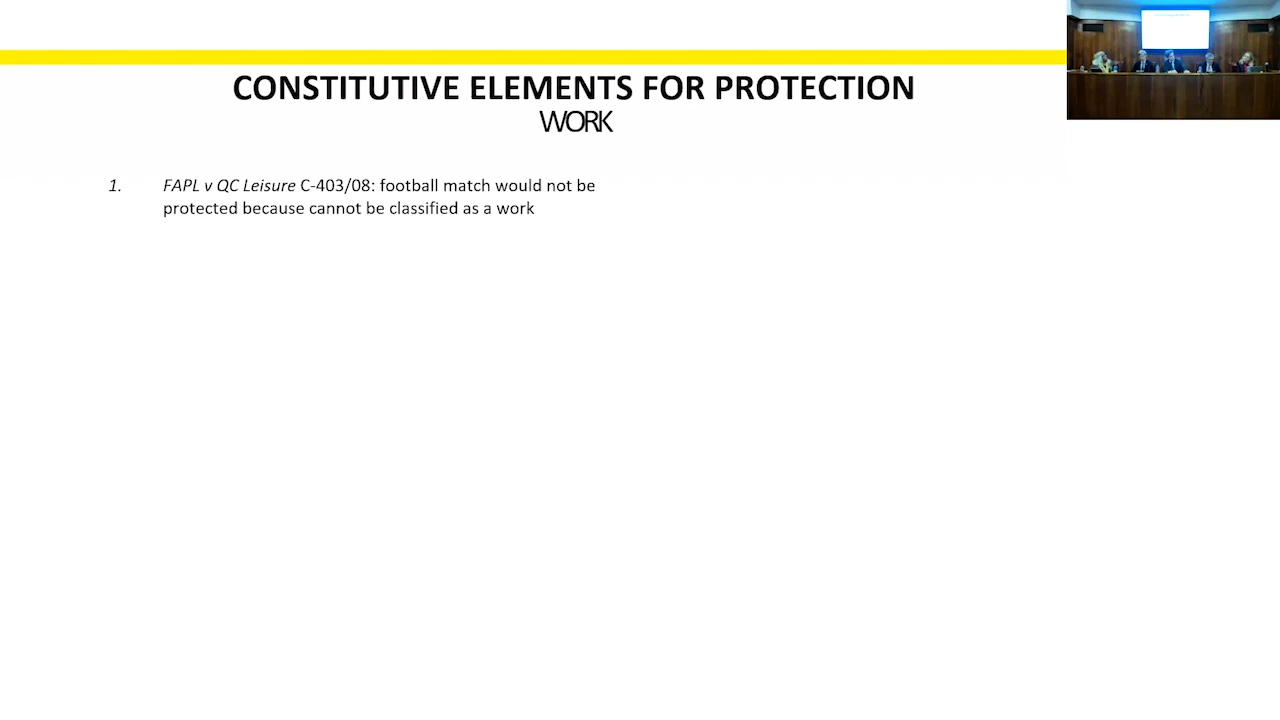 CONSTITUTIVE ELEMENTS FOR PROTECTION
WORK
1. FAPL v QC Leisure C-403/08: football match would not be
protected because cannot be classified as a work